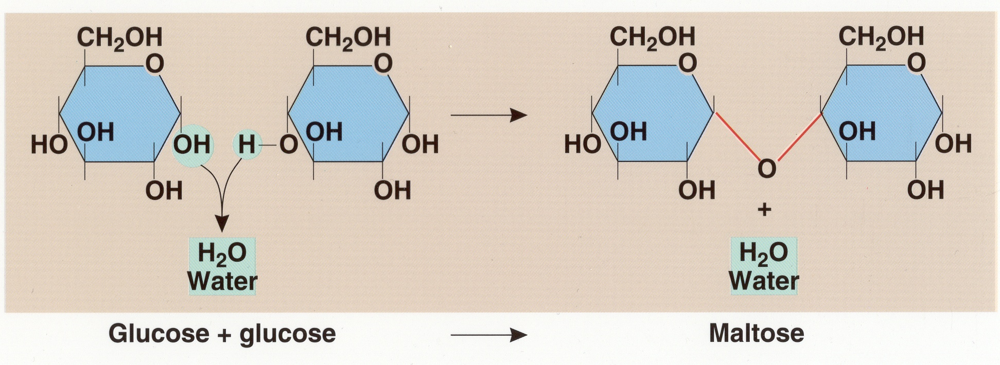 CH2OH CH2OH CH2OH CH2OH
O O O O
OH OH OH OH
HO OH H O OH HO OH
O
OH OH OH OH
+
H2O H2O
Water Water
Glucose + glucose Maltose